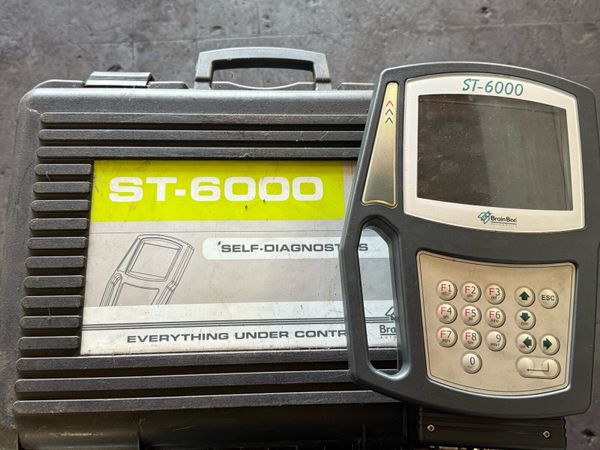 ST-6000
'SELF-DIAGNOST
S
EVERYTHING UNDER CONTR
Brain
ST-6000
BrainBee
F1
F2
F3
ESC
F4
F5
F6
F7
F8
9
0